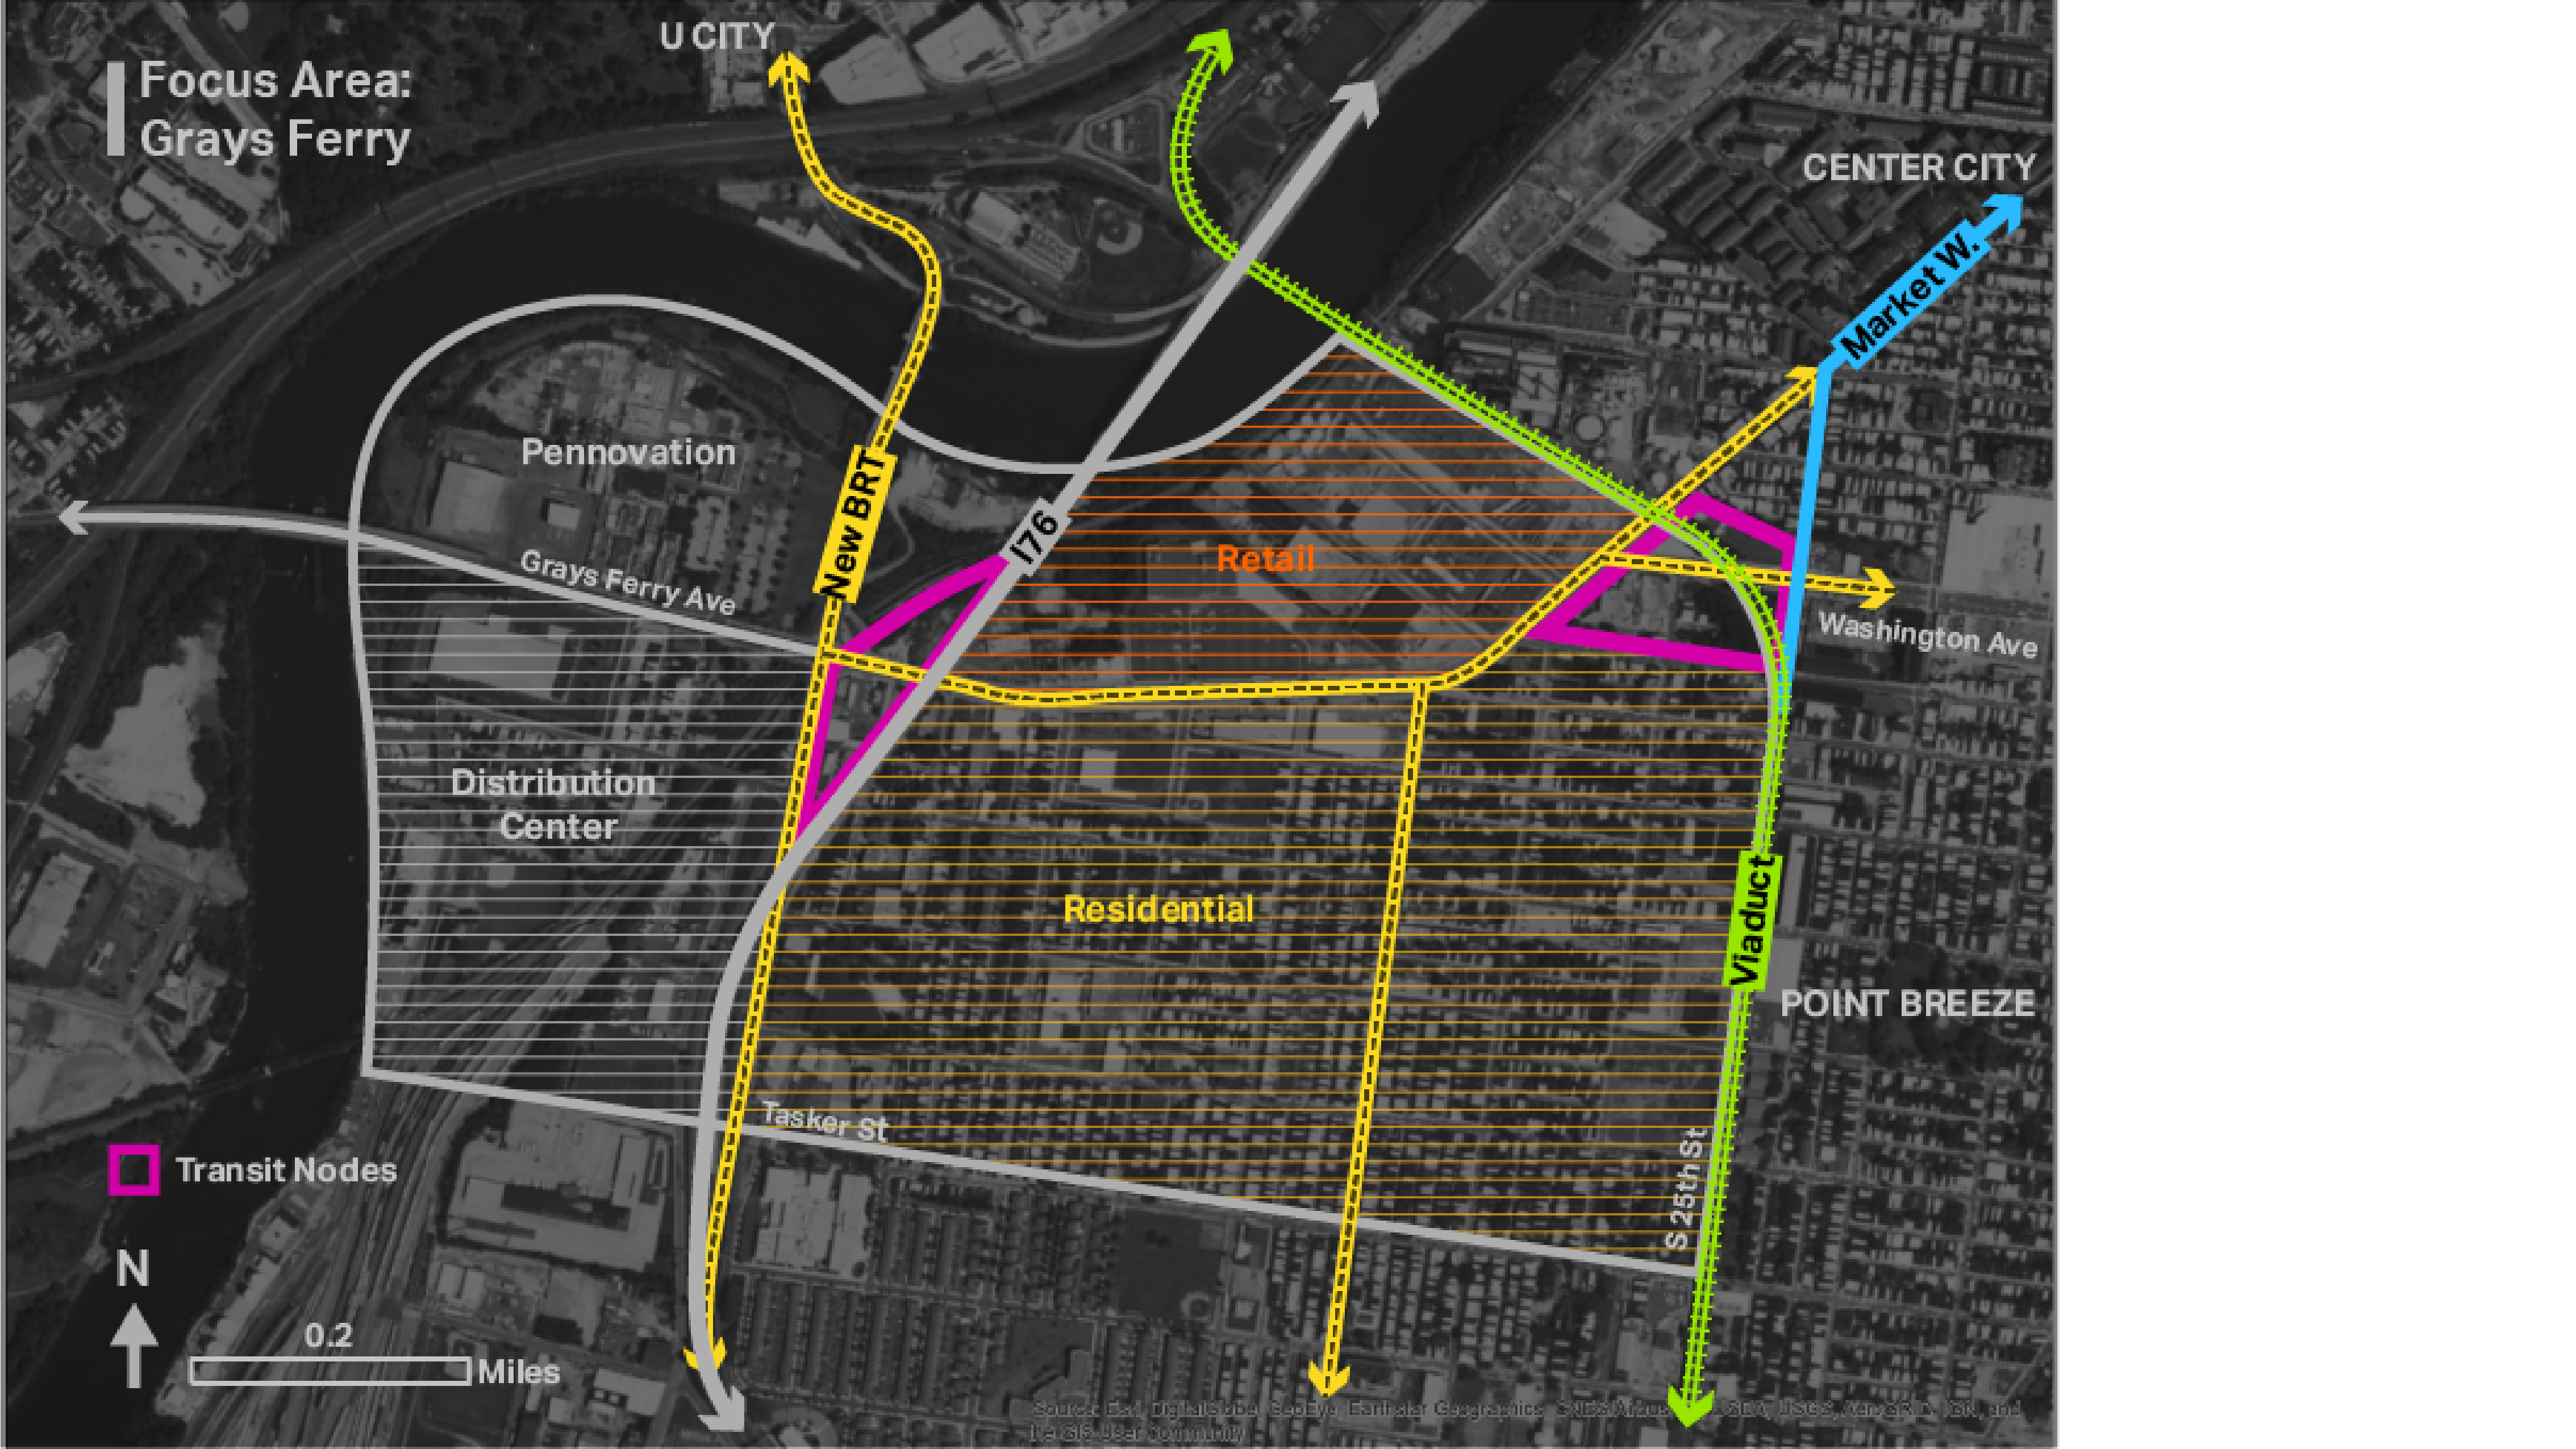 U CITY
Focus Area:
Grays Ferry
CENTER CITY
Market W.
Pennovation
New BRT
I76
Retail
Grays Ferry Ave
Washington Ave
Distribution
Center
Residential
Viaduct
POINT BREEZE
Tasker St
S 25th St
Transit Nodes
N
0.2
Miles
Source: Esri, DigitalGlobe, GeoEye, Earthstar Geographics, CNES/Airbus USDA, USGS, AeroGRID, IGN, and
the GIS User Community